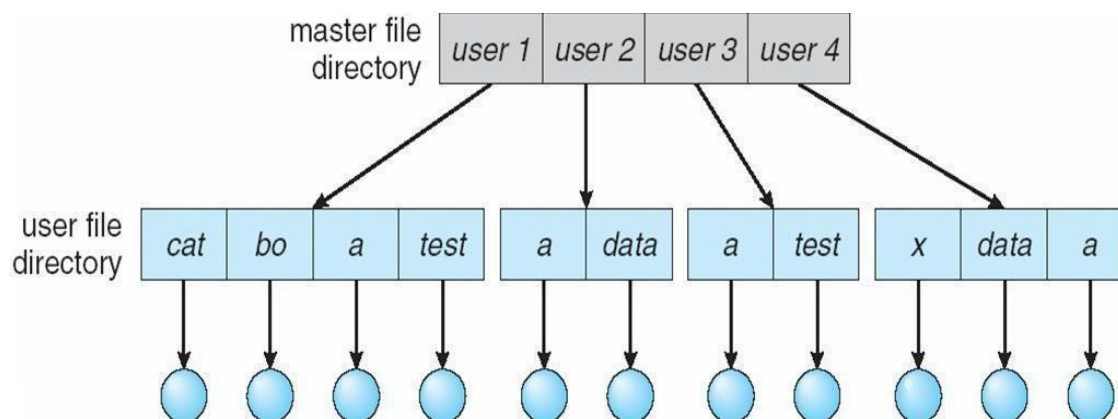 master file
directory
user 1 user 2 user 3 user 4
user file
directory
cat bo a test a data a test x data a